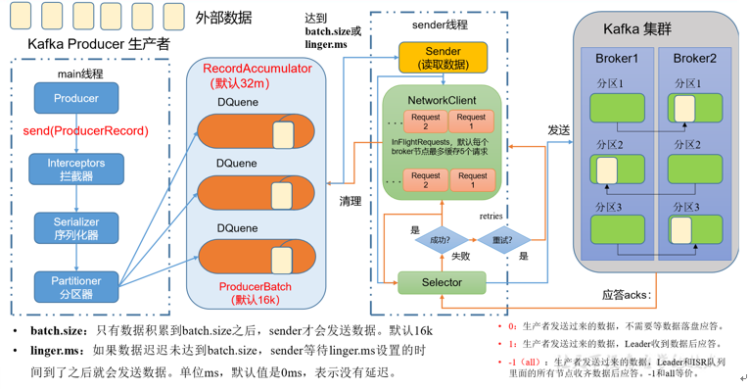 外部数据
Kafka Producer 生产者
main线程
Producer
send(ProducerRecord)
Interceptors
拦截器
Serializer
序列化器
Partitioner
分区器
RecordAccumulator
(默认32m)
DQuene
DQuene
DQuene
ProducerBatch
(默认16k)
达到
batch.size或
linger.ms
清理
sender线程
Sender
(读取数据)
NetworkClient
· · ·
Request
2
Request
1
InFlightRequests，默认每个
broker节点最多缓存5个请求
· · ·
Request
2
Request
1
retries
是
成功？
重试？
失败
是
Selector
发送
Kafka 集群
Broker1
Broker2
分区1
分区1
分区2
分区2
分区3
分区3
应答acks：
• batch.size：只有数据积累到batch.size之后，sender才会发送数据。默认16k
• linger.ms：如果数据迟迟未达到batch.size，sender等待linger.ms设置的时
间到了之后就会发送数据。单位ms，默认值是0ms，表示没有延迟。
• 0：生产者发送过来的数据，不需要等数据落盘应答。
• 1：生产者发送过来的数据，Leader收到数据后应答。
• -1（all）：生产者发送过来的数据，Leader和ISR队列
里面的所有节点收齐数据后应答。-1和all等价。